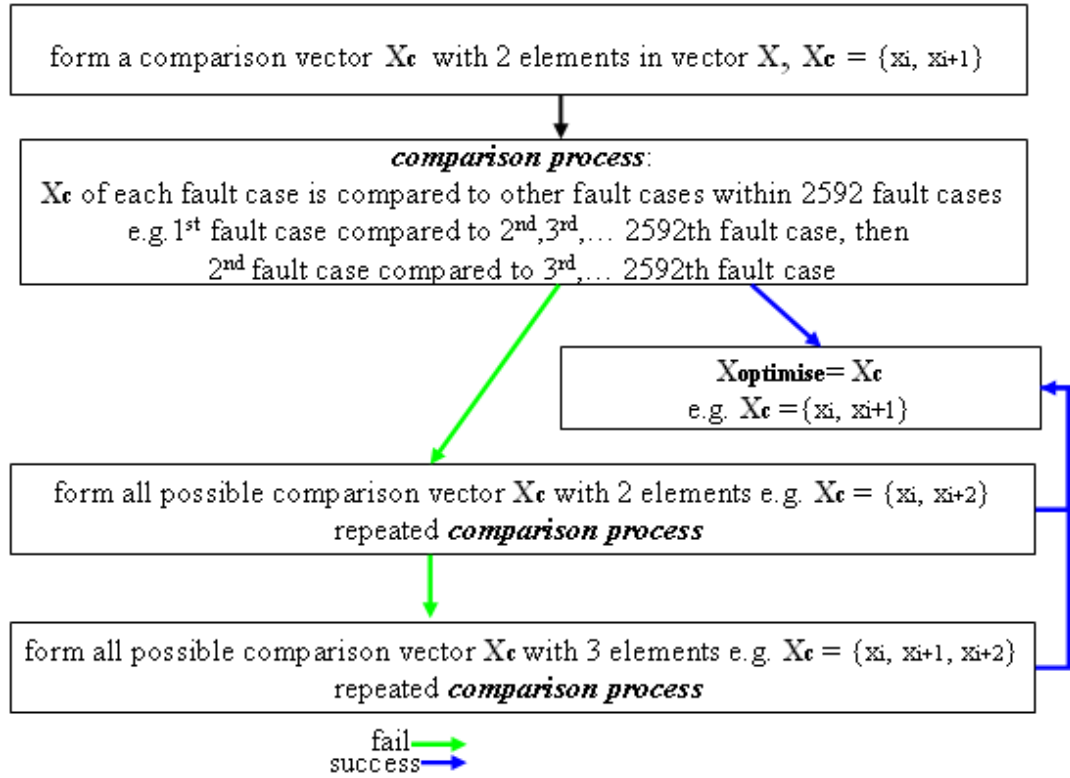 form a comparison vector Xc with 2 elements in vector X, Xc = {xi, xi+1}
comparison process:
Xc of each fault case is compared to other fault cases within 2592 fault cases
e.g. 1st fault case compared to 2nd,3rd,... 2592th fault case, then
2nd fault case compared to 3rd,... 2592th fault case
Xoptimise= Xc
e.g. Xc ={xi, xi+1}
form all possible comparison vector Xc with 2 elements e.g. Xc = {xi, xi+2}
repeated comparison process
form all possible comparison vector Xc with 3 elements e.g. Xc = {xi, xi+1, xi+2}
repeated comparison process
fail
success